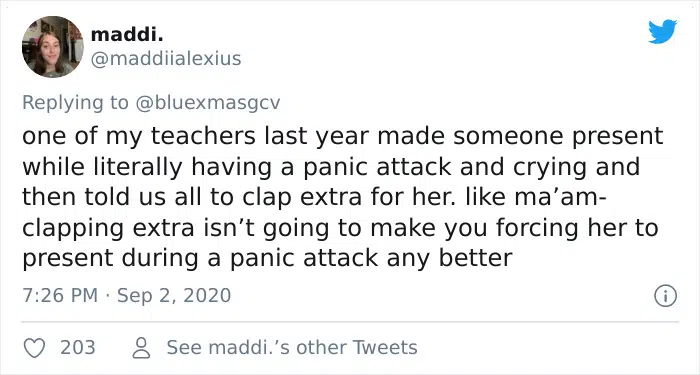 maddi.
@maddiialexius
Replying to @bluexmasgcv
one of my teachers last year made someone present
while literally having a panic attack and crying and
then told us all to clap extra for her. like ma’am-
clapping extra isn’t going to make you forcing her to
present during a panic attack any better
7:26 PM · Sep 2, 2020
203 See maddi.’s other Tweets